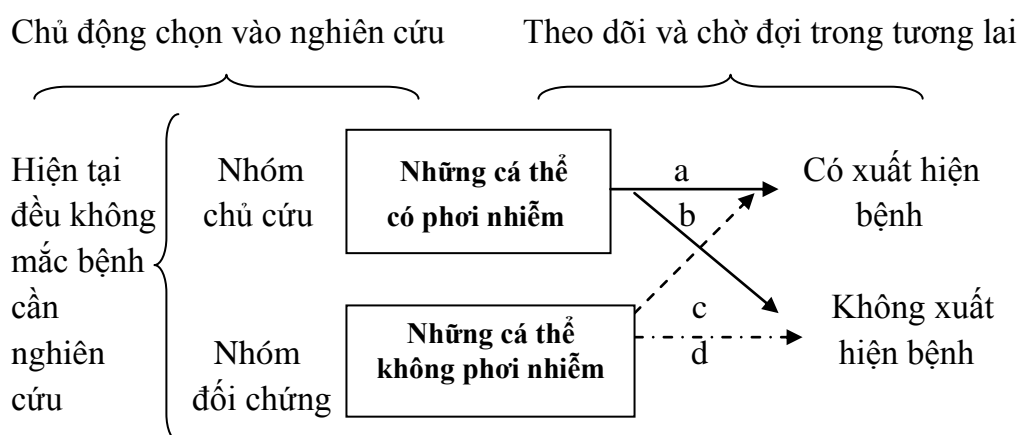 Chủ động chọn vào nghiên cứu
Theo dõi và chờ đợi trong tương lai
Hiện tại
đều không
mắc bệnh
cần
nghiên
cứu
Nhóm
chủ cứu
Những cá thể
có phơi nhiễm
a
b
Có xuất hiện
bệnh
Nhóm
đối chứng
Những cá thể
không phơi nhiễm
c
d
Không xuất
hiện bệnh